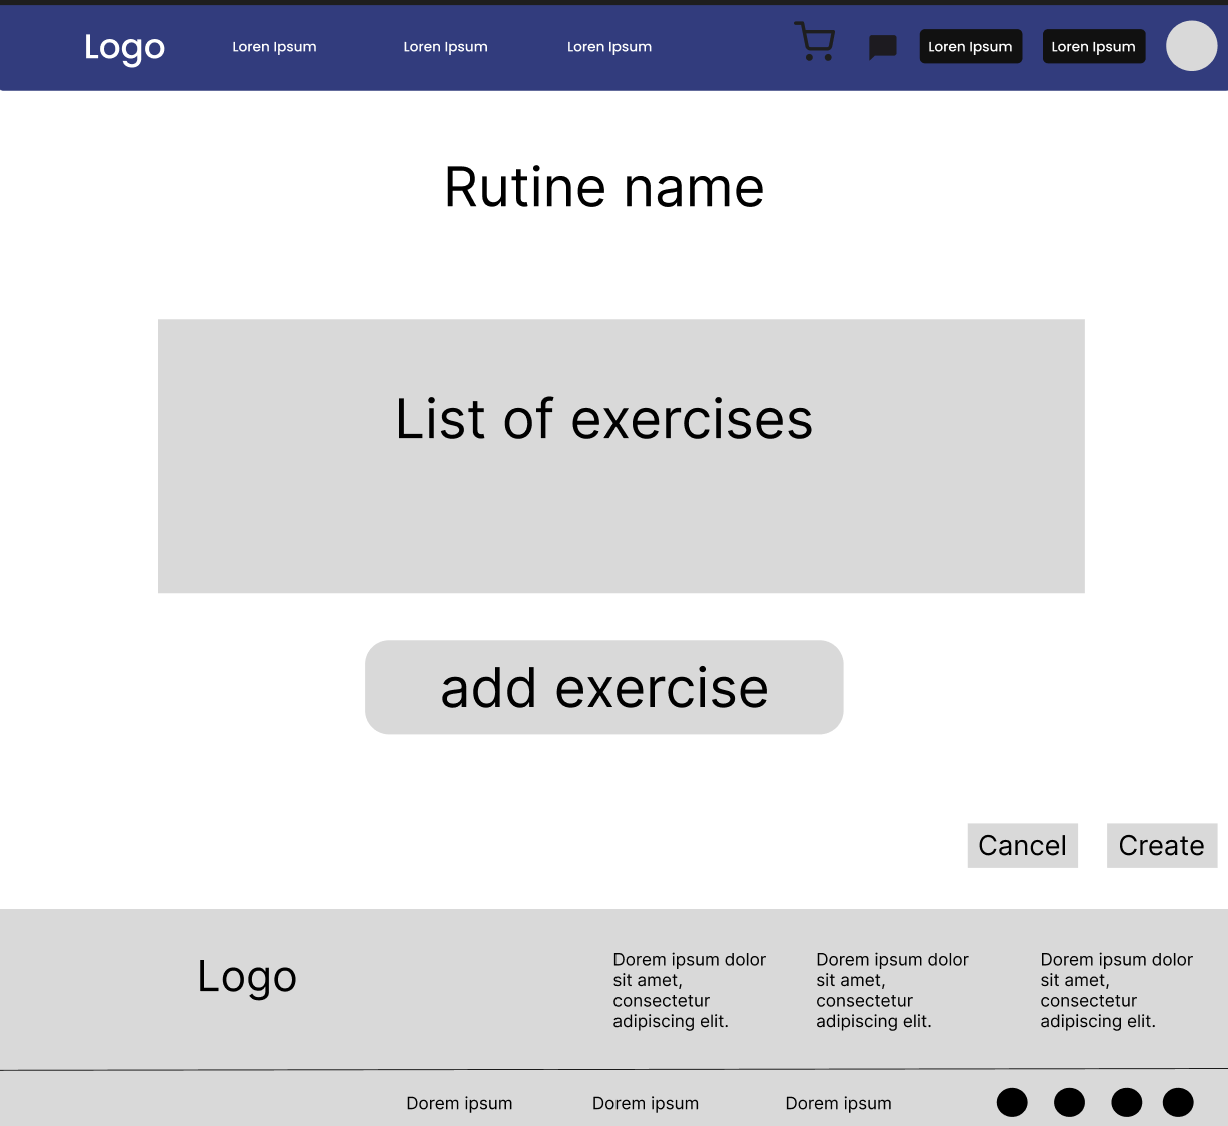 Logo
Loren Ipsum
Loren Ipsum
Loren Ipsum
Loren Ipsum
Loren Ipsum
Rutine name
List of exercises
add exercise
Cancel
Create
Logo
Dorem ipsum dolor
sit amet,
consectetur
adipiscing elit.
Dorem ipsum dolor
sit amet,
consectetur
adipiscing elit.
Dorem ipsum dolor
sit amet,
consectetur
adipiscing elit.
Dorem ipsum
Dorem ipsum
Dorem ipsum